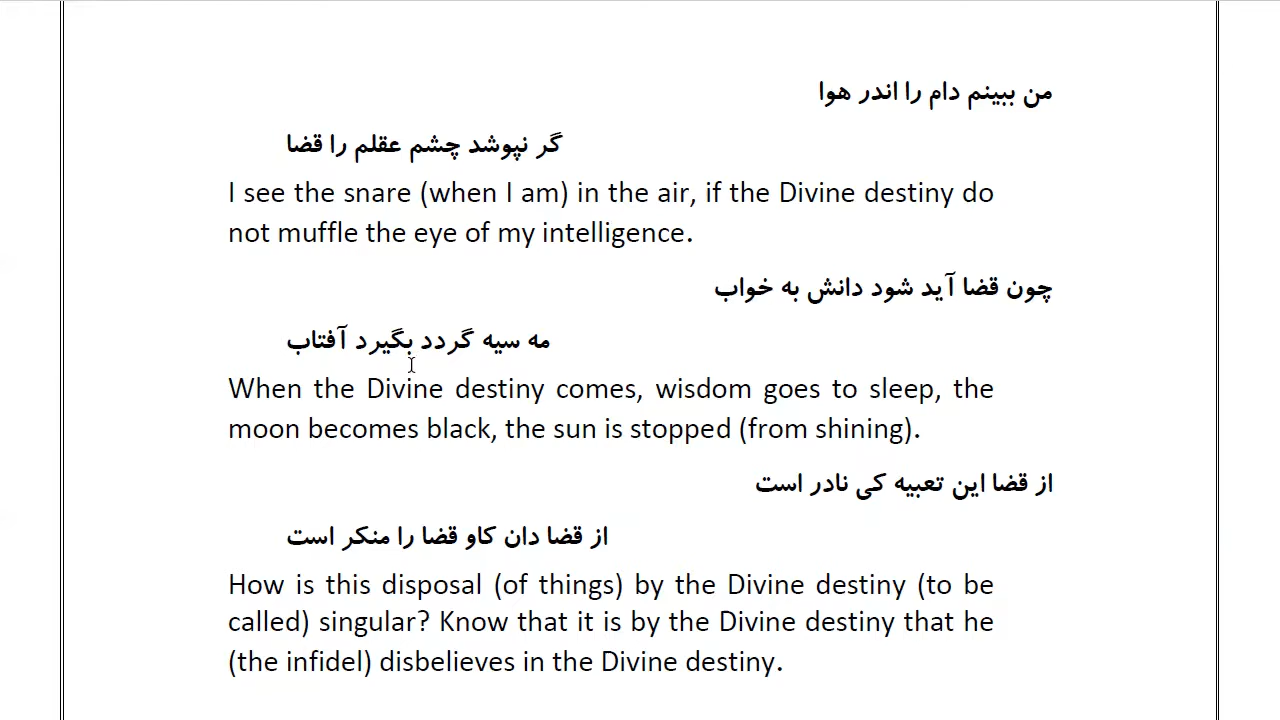 من ببینم دام را اندر هوا
گر نپوشد چشم عقلم را قضا
I see the snare (when I am) in the air, if the Divine destiny do
not muffle the eye of my intelligence.
چون قضا آید شود دانش به خواب
مه سیه گردد بگیرد آفتاب
When the Divine destiny comes, wisdom goes to sleep, the
moon becomes black, the sun is stopped (from shining).
از قضا این تعبیه کی نادر است
از قضا دان کاو قضا را منکر است
How is this disposal (of things) by the Divine destiny (to be
called) singular? Know that it is by the Divine destiny that he
(the infidel) disbelieves in the Divine destiny.